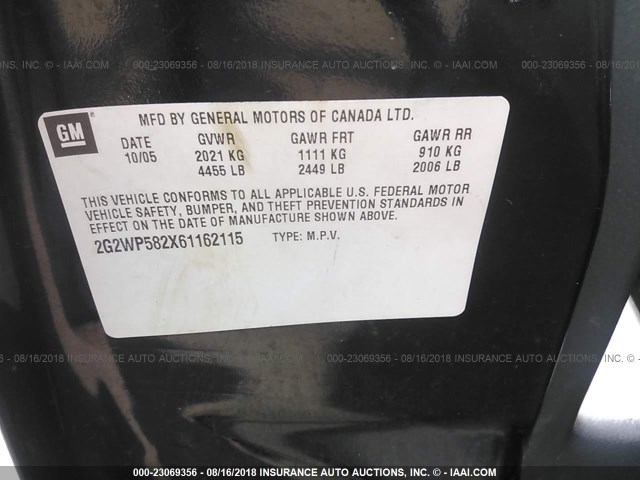 000-23069356 - 08/16/2018 INSURANCE AUTO AUCTIONS, INC. - © IAAI.COM
GM
MFD BY GENERAL MOTORS OF CANADA LTD.
DATE GVWR GAWR FRT GAWR RR
10/05 2021 KG 1111 KG 910 KG
4455 LB 2449 LB 2006 LB
THIS VEHICLE CONFORMS TO ALL APPLICABLE U.S. FEDERAL MOTOR
VEHICLE SAFETY, BUMPER, AND THEFT PREVENTION STANDARDS IN
EFFECT ON THE DATE OF MANUFACTURE SHOWN ABOVE.
2G2WP582X61162115 TYPE: M.P.V.
000-23069356 - 08/16/2018 INSURANCE AUTO AUCTIONS, INC. - © IAAI.COM
000-23069356 - 08/16/2018 INSURANCE AUTO AUCTIONS, INC. - © IAAI.COM